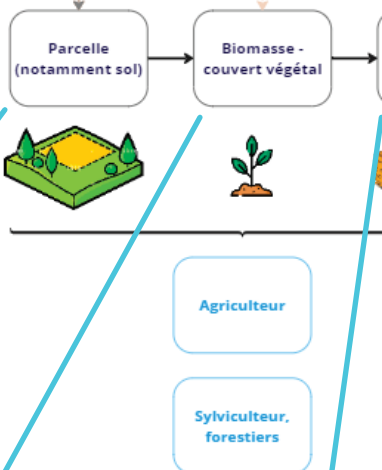 Parcelle
(notamment sol)
Biomasse -
couvert végétal
Agriculteur
Sylviculteur,
forestiers